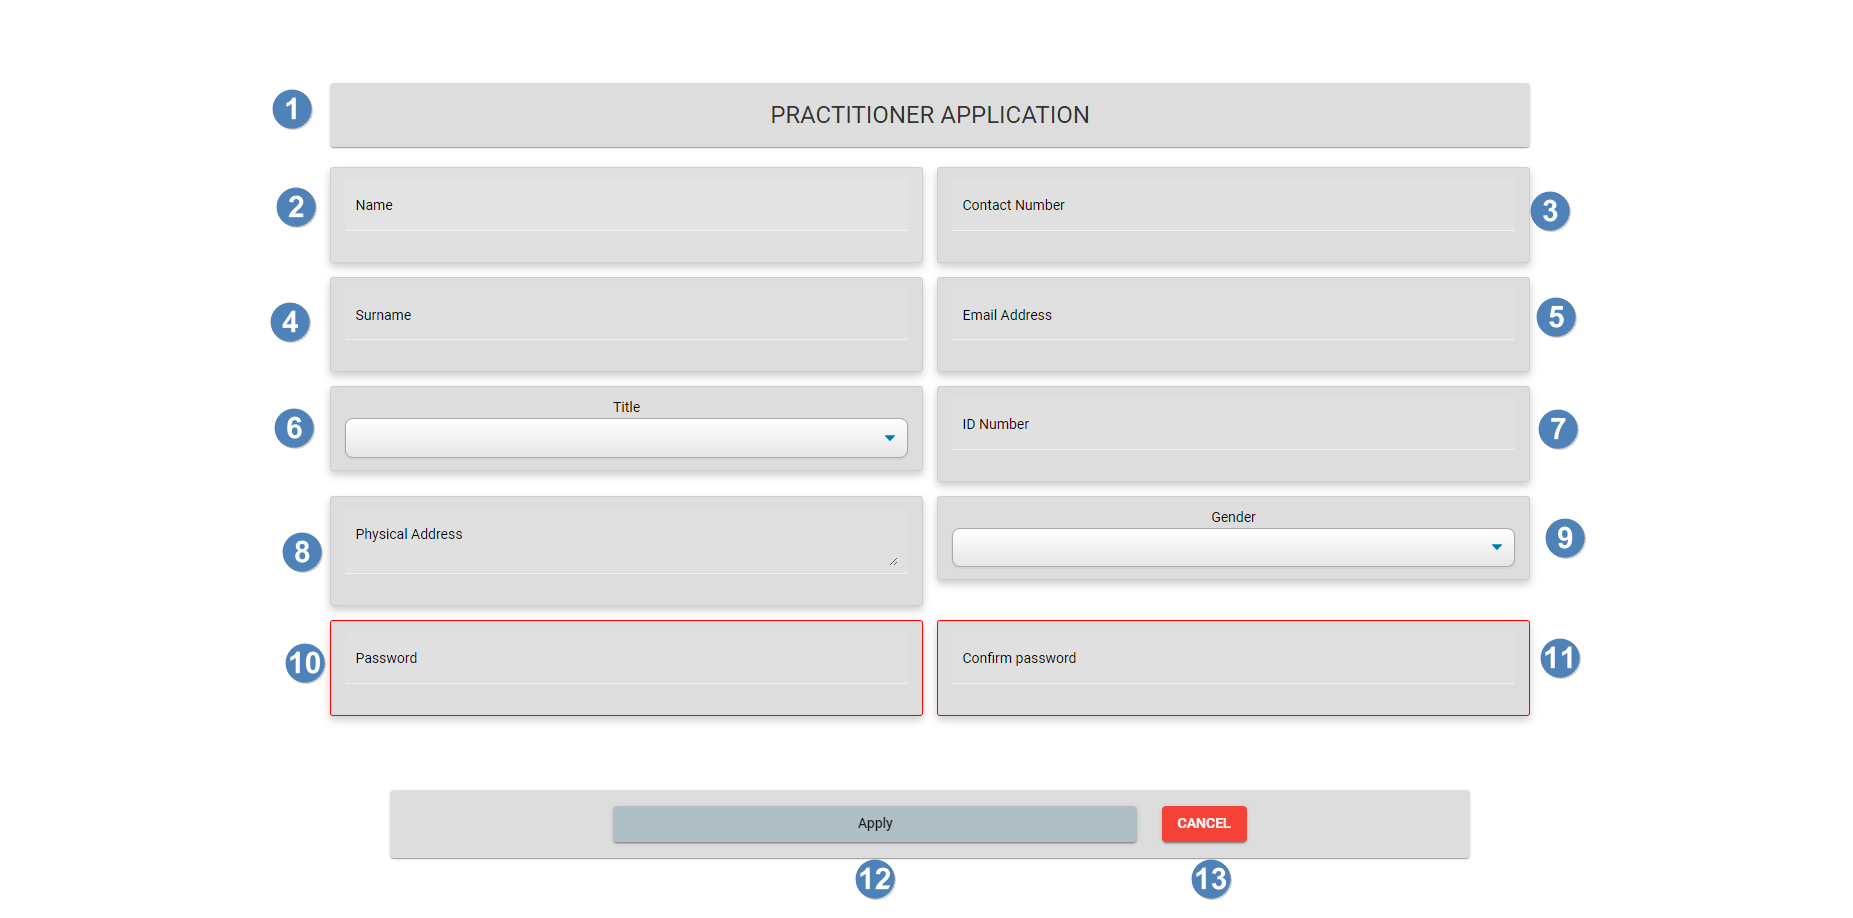 1 PRACTITIONER APPLICATION
2 Name
Contact Number 3
4 Surname
Email Address 5
6 Title
ID Number 7
8 Physical Address
Gender 9
10 Password
Confirm password 11
Apply CANCEL
12 13